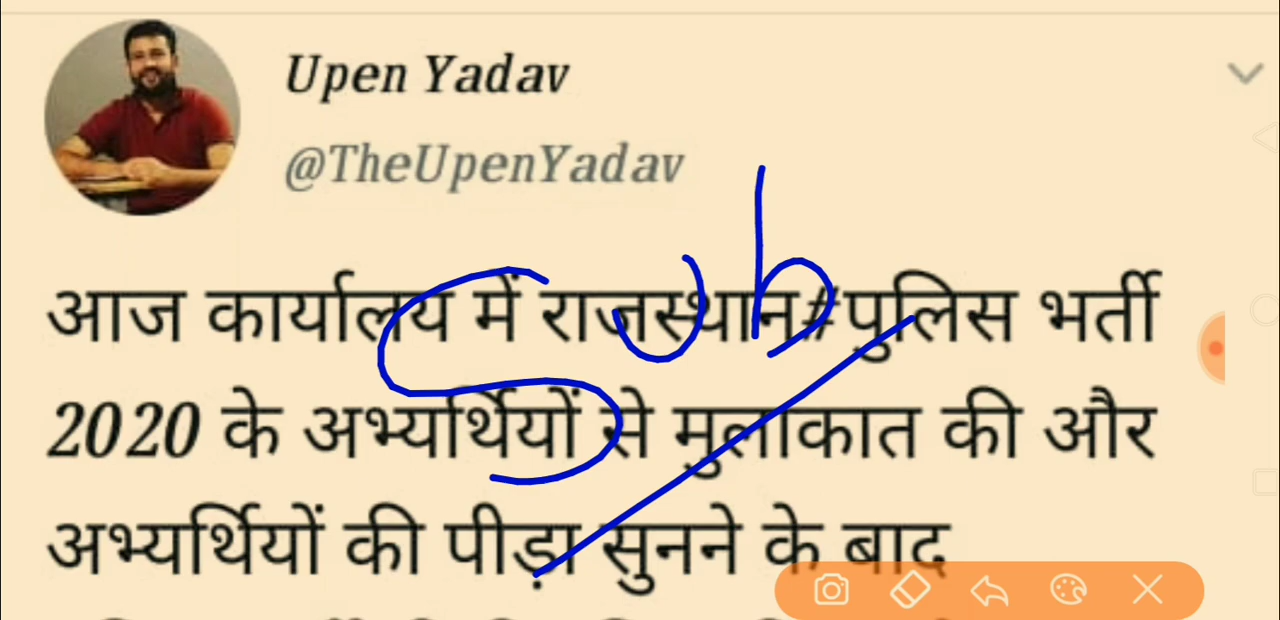 Upen Yadav
@TheUpenYadav
आज कार्यालय में राजस्थान#पुलिस भर्ती
2020 के अभ्यर्थियों से मुलाकात की और
अभ्यर्थियों की पीड़ा सुनने के बाद
Sub